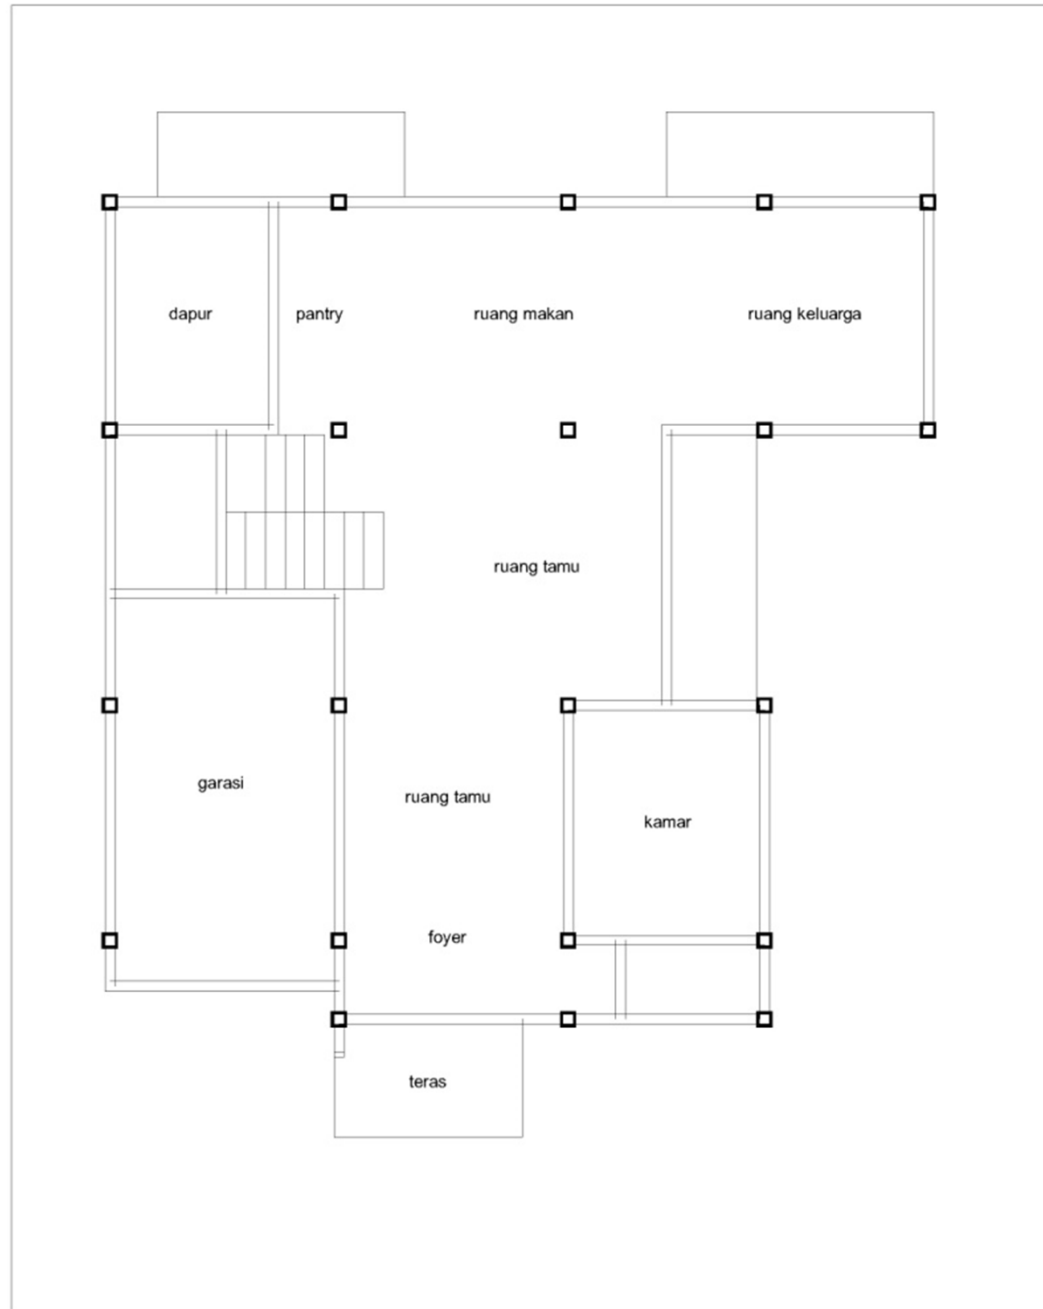 dapur
pantry
ruang makan
ruang keluarga
ruang tamu
garasi
ruang tamu
kamar
foyer
teras